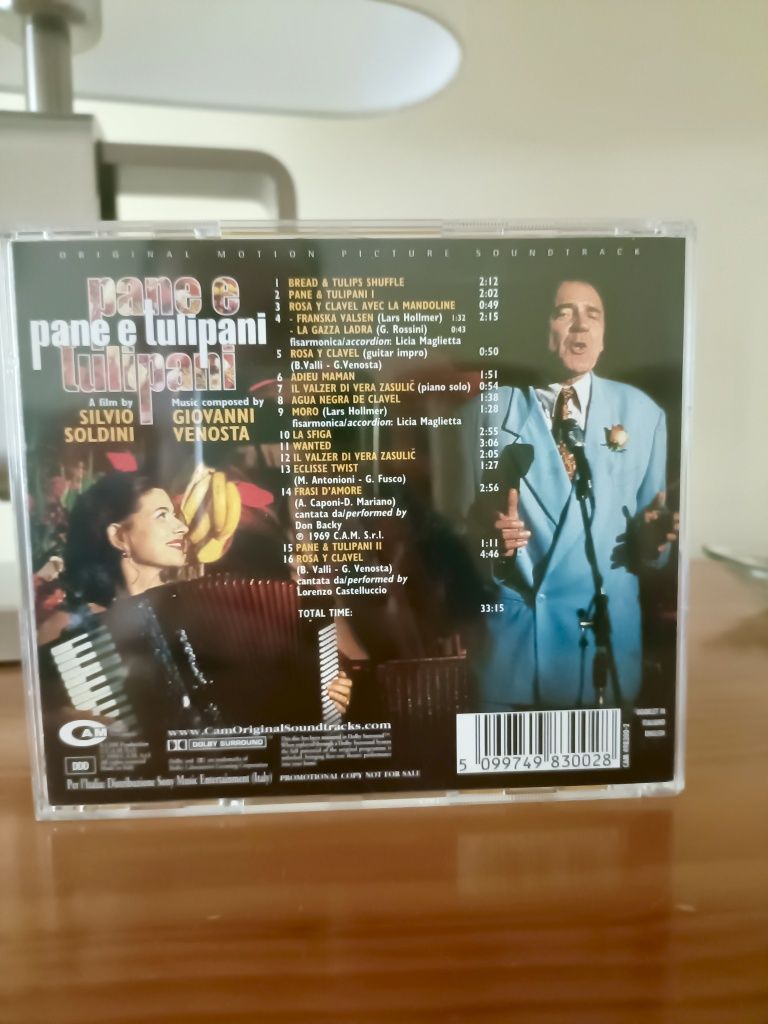 ORIGINAL MOTION PICTURE SOUNDTRACK
pane e
pane e tulipani
tulipani
A film by
SILVIO
SOLDINI
Music composed by
GIOVANNI
VENOSTA
1 BREAD & TULIPS SHUFFLE 2:12
2 PANE & TULIPANI I 2:02
3 ROSA Y CLAVEL AVEC LA MANDOLINE 0:49
4 - FRANSKA VALSEN (Lars Hollmer) 1:32 2:15
- LA GAZZA LADRA (G. Rossini) 0:43
fisarmonica/accordion: Licia Maglietta
5 ROSA Y CLAVEL (guitar impro) 0:50
(B.Valli - G.Venosta)
6 ADIEU MAMAN 1:51
7 IL VALZER DI VERA ZASULIČ (piano solo) 0:54
8 AGUA NEGRA DE CLAVEL 1:38
9 MORO (Lars Hollmer) 1:28
fisarmonica/accordion: Licia Maglietta
10 LA SFIGA 2:55
11 WANTED 3:06
12 IL VALZER DI VERA ZASULIČ 2:05
13 ECLISSE TWIST 1:27
(M. Antonioni - G. Fusco)
14 FRASI D'AMORE 2:56
(A. Caponi-D. Mariano)
cantata da/performed by
Don Backy
℗ 1969 C.A.M. S.r.l.
15 PANE & TULIPANI II 1:11
16 ROSA Y CLAVEL 4:46
(B. Valli - G. Venosta)
cantata da/performed by
Lorenzo Castelluccio
TOTAL TIME: 33:15
CAM
www.CamOriginalSoundtracks.com
DOLBY SURROUND
DDD
Per l'Italia: Distribuzione Sony Music Entertainment (Italy)
PROMOTIONAL COPY NOT FOR SALE
5 099749 830028